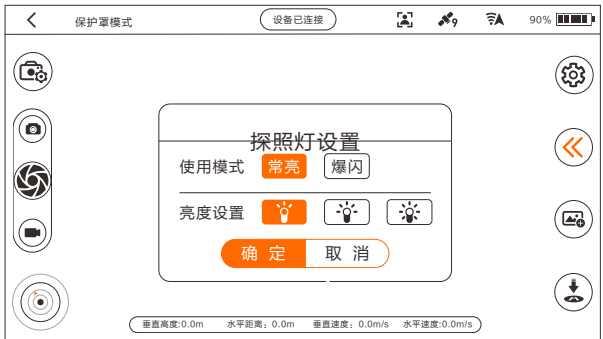 保护罩模式 设备已连接 9 90%
探照灯设置
使用模式 常亮 爆闪
亮度设置
确定 取消
垂直高度:0.0m 水平距离：0.0m 垂直速度：0.0m/s 水平速度:0.0m/s